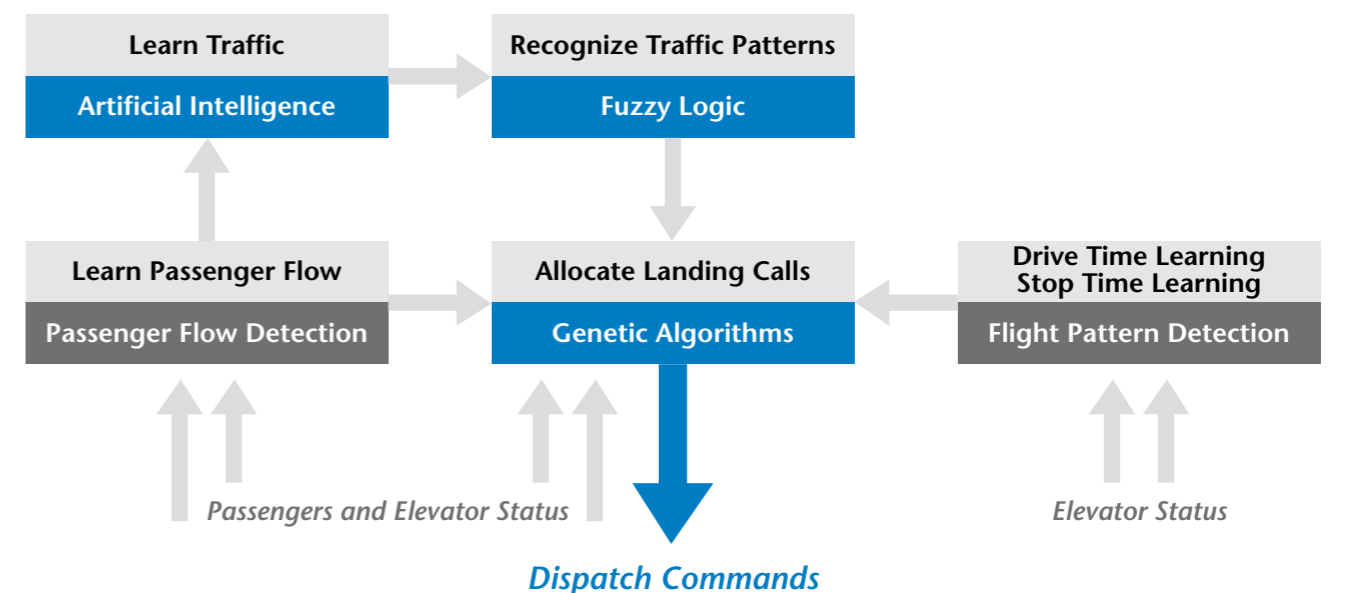 Learn Traffic
Artificial Intelligence
Recognize Traffic Patterns
Fuzzy Logic
Learn Passenger Flow
Passenger Flow Detection
Allocate Landing Calls
Genetic Algorithms
Drive Time Learning
Stop Time Learning
Flight Pattern Detection
Passengers and Elevator Status
Elevator Status
Dispatch Commands